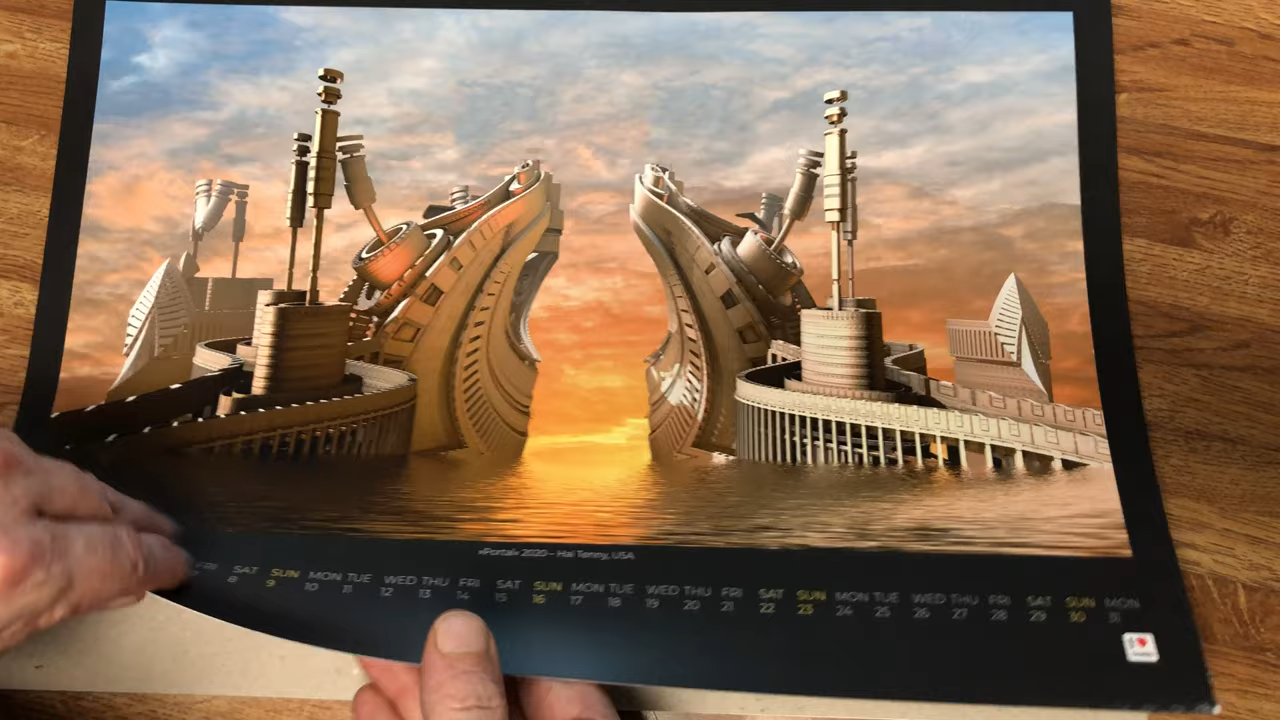 »Portal« 2020 – Hal Tenny, USA
FRI SAT SUN MON TUE WED THU FRI SAT SUN MON TUE WED THU FRI SAT SUN MON TUE WED THU FRI SAT SUN MON
8 9 10 11 12 13 14 15 16 17 18 19 20 21 22 23 24 25 26 27 28 29 30 31